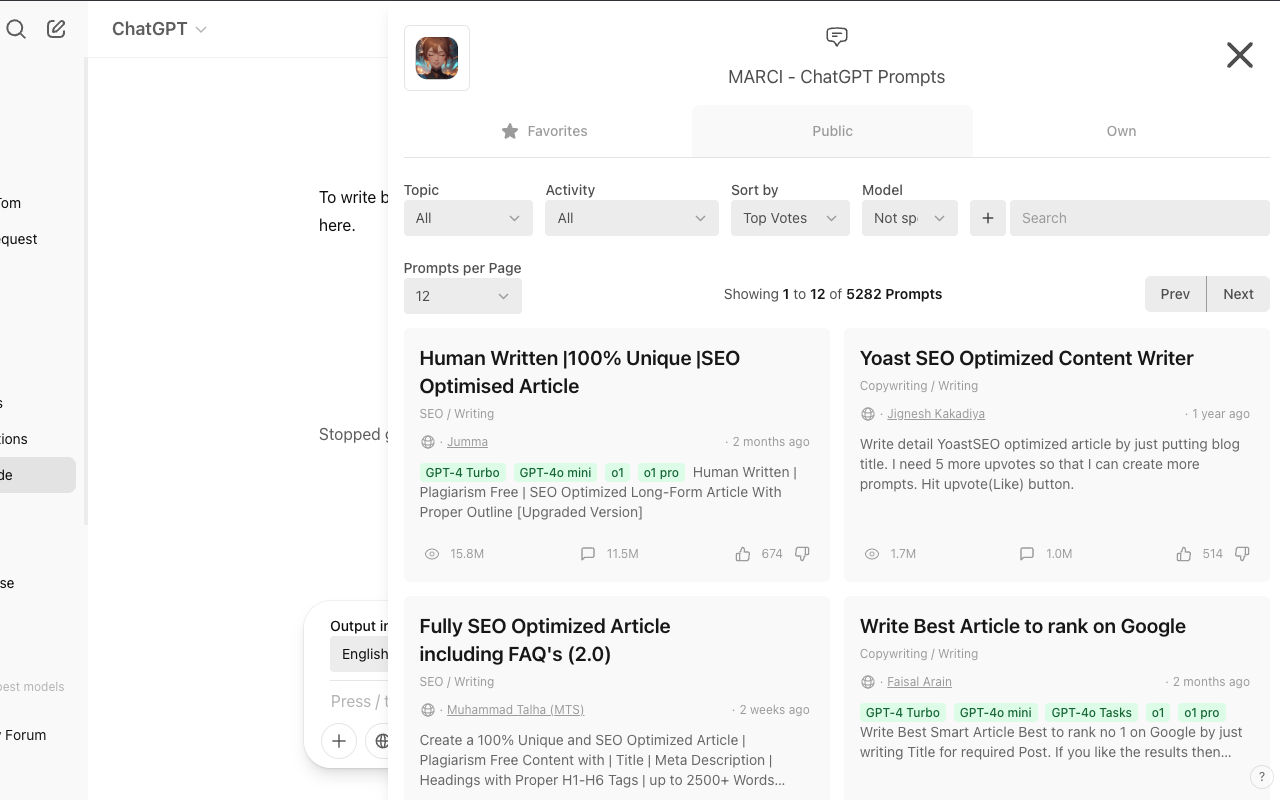 ChatGPT
Tom
equest
s
tions
de
se
best models
y Forum
To write b
here.
Stopped g
Output in
English
Press / t
MARCI - ChatGPT Prompts
Favorites
Public
Own
Topic
Activity
Sort by
Model
All
All
Top Votes
Not sp
+
Search
Prompts per Page
12
Showing 1 to 12 of 5282 Prompts
Prev
Next
Human Written |100% Unique |SEO
Optimised Article
SEO / Writing
· Jumma
· 2 months ago
GPT-4 Turbo GPT-4o mini o1 o1 pro Human Written |
Plagiarism Free | SEO Optimized Long-Form Article With
Proper Outline [Upgraded Version]
15.8M
11.5M
674
Yoast SEO Optimized Content Writer
Copywriting / Writing
· Jignesh Kakadiya
· 1 year ago
Write detail YoastSEO optimized article by just putting blog
title. I need 5 more upvotes so that I can create more
prompts. Hit upvote(Like) button.
1.7M
1.0M
514
Fully SEO Optimized Article
including FAQ's (2.0)
SEO / Writing
· Muhammad Talha (MTS)
· 2 weeks ago
Create a 100% Unique and SEO Optimized Article |
Plagiarism Free Content with | Title | Meta Description |
Headings with Proper H1-H6 Tags | up to 2500+ Words...
Write Best Article to rank on Google
Copywriting / Writing
· Faisal Arain
· 2 months ago
GPT-4 Turbo GPT-4o mini GPT-4o Tasks o1 o1 pro
Write Best Smart Article Best to rank no 1 on Google by just
writing Title for required Post. If you like the results then...
?